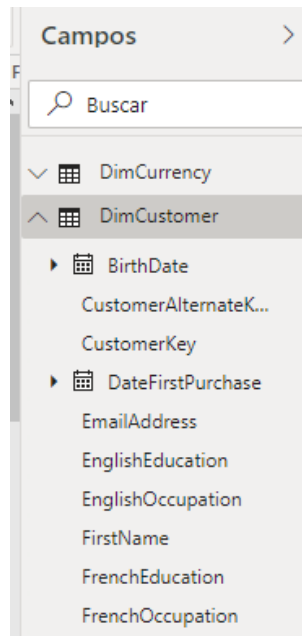 Campos
F
Buscar
DimCurrency
DimCustomer
BirthDate
CustomerAlternateK...
CustomerKey
DateFirstPurchase
EmailAddress
EnglishEducation
EnglishOccupation
FirstName
FrenchEducation
FrenchOccupation